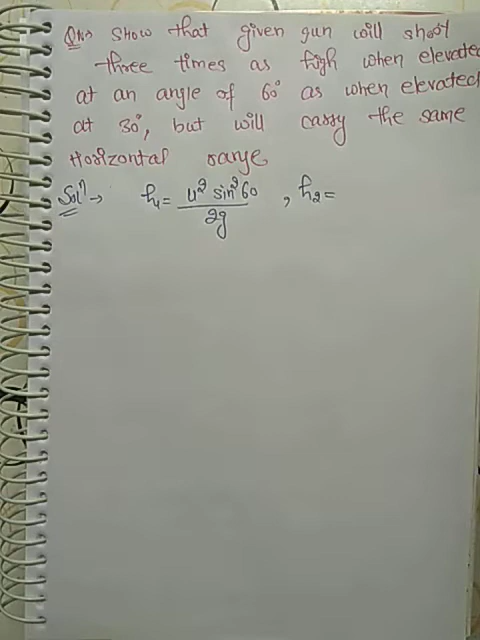 Qn→ Show that given gun will shoot
three times as high when elevated
at an angle of 60° as when elevated
at 30°, but will carry the same
Horizontal range
Solⁿ → h₁ = u² sin²60 / 2g , h₂ =